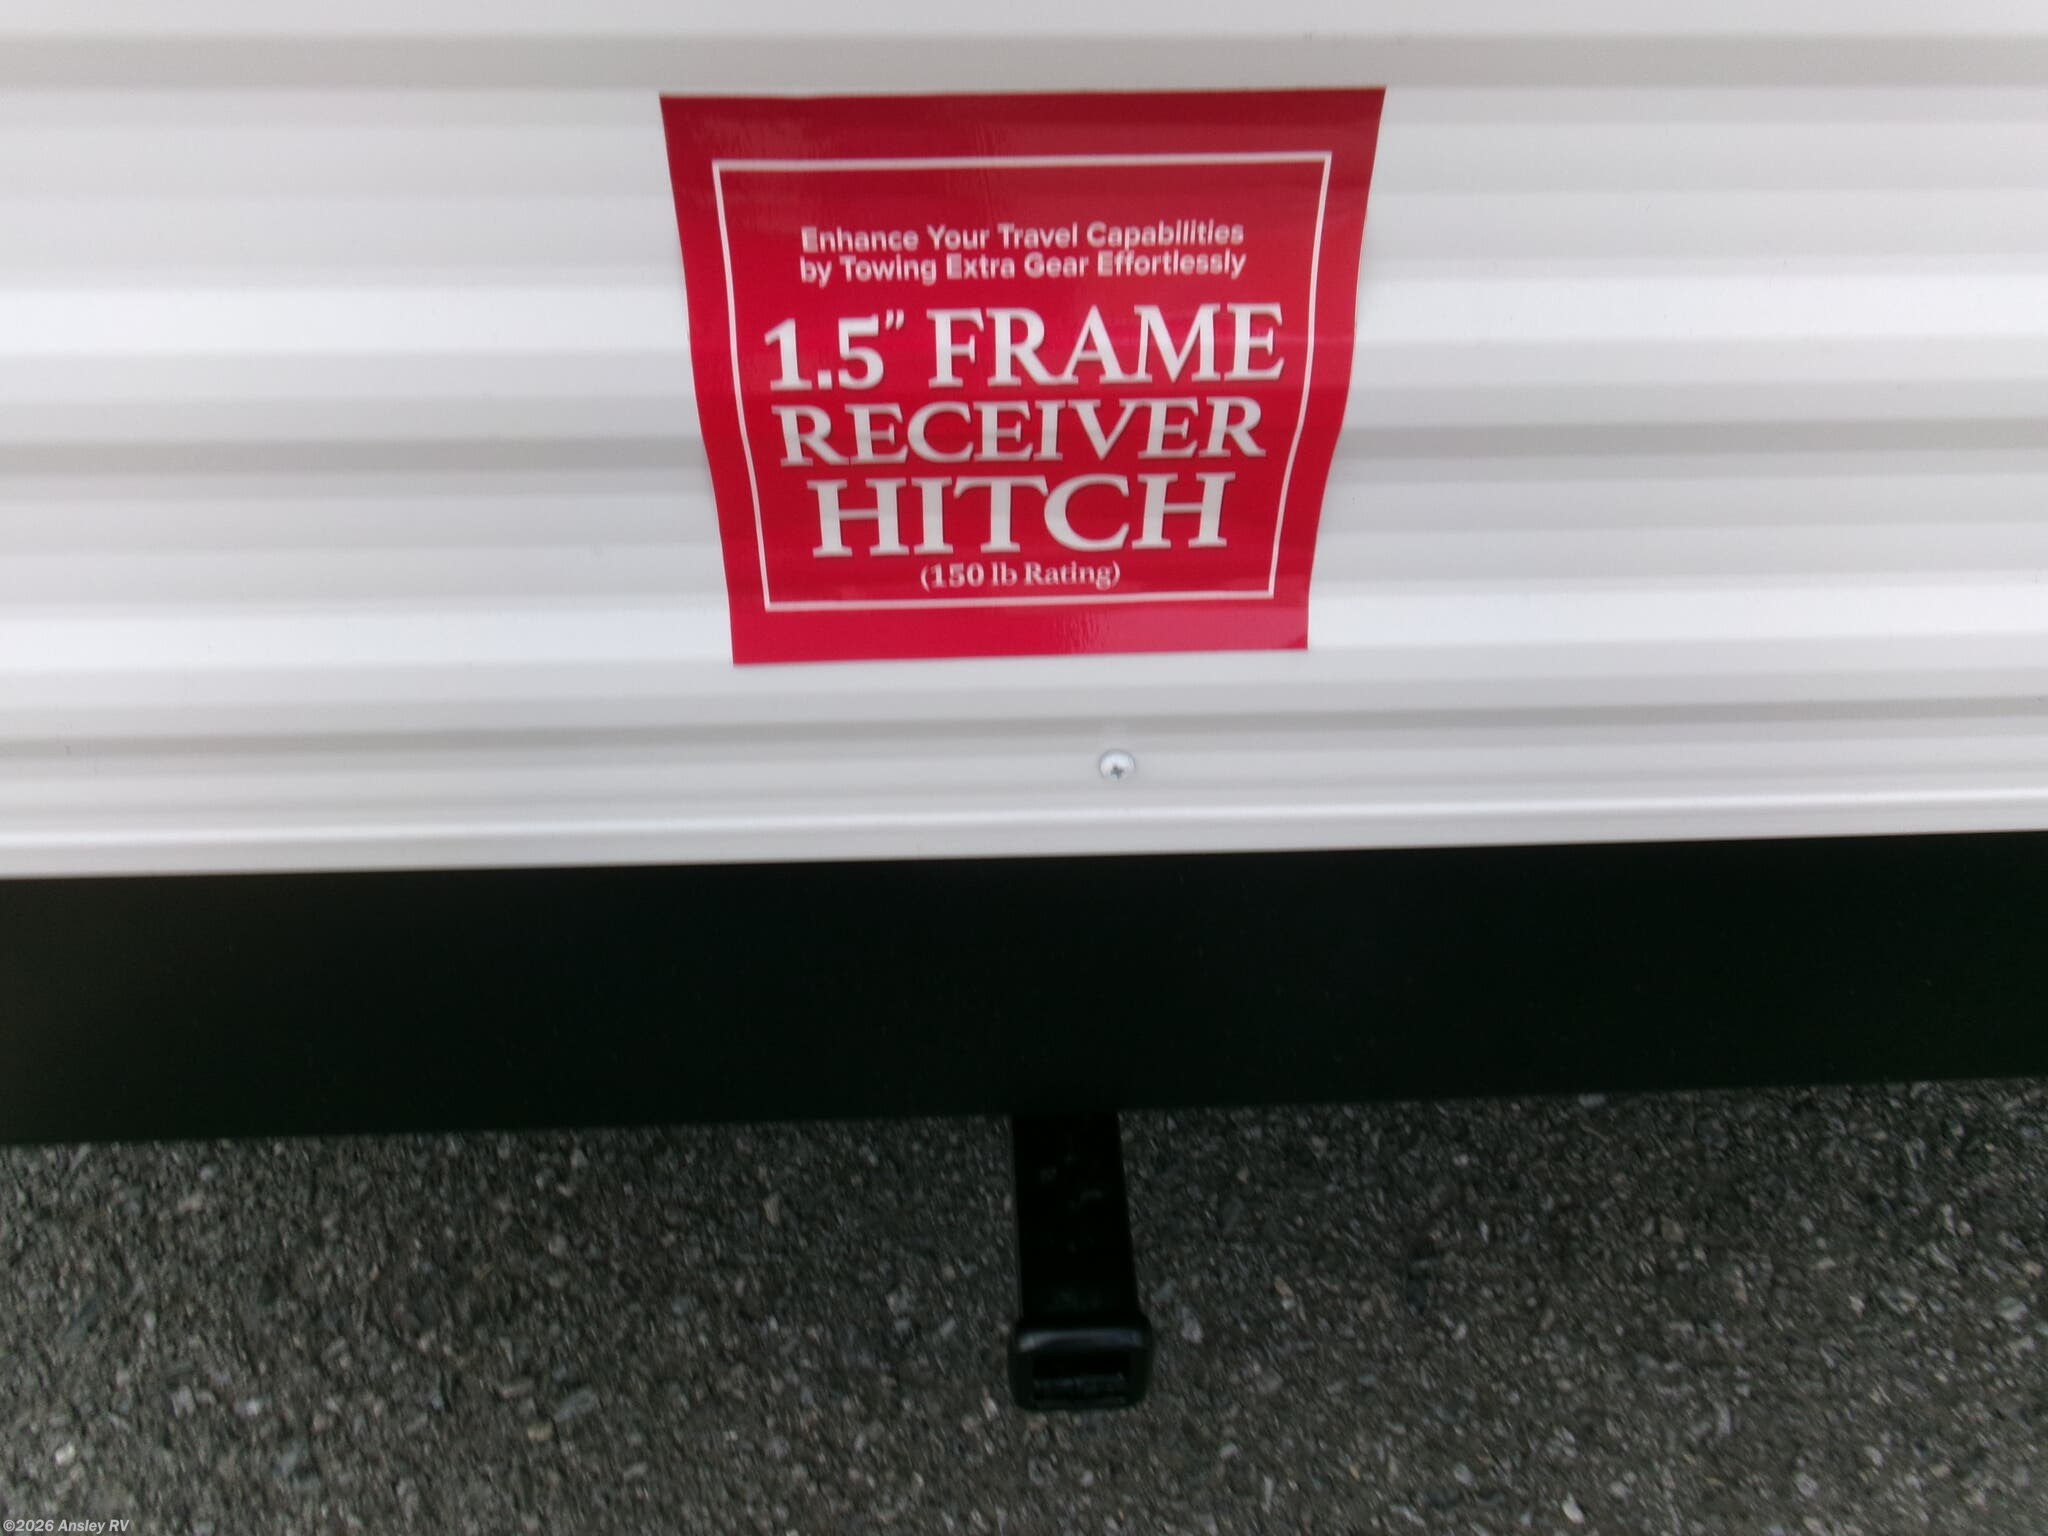 Enhance Your Travel Capabilities
by Towing Extra Gear Effortlessly
1.5” FRAME
RECEIVER
HITCH
(150 lb Rating)
©2026 Ansley RV